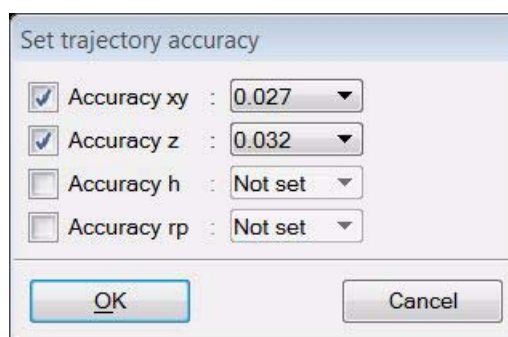 Set trajectory accuracy
Accuracy xy : 0.027
Accuracy z : 0.032
Accuracy h : Not set
Accuracy rp : Not set
OK Cancel